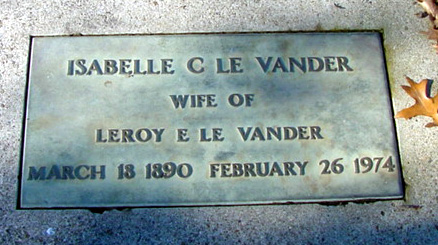 ISABELLE C LE VANDER
WIFE OF
LEROY E LE VANDER
MARCH 18 1890 FEBRUARY 26 1974